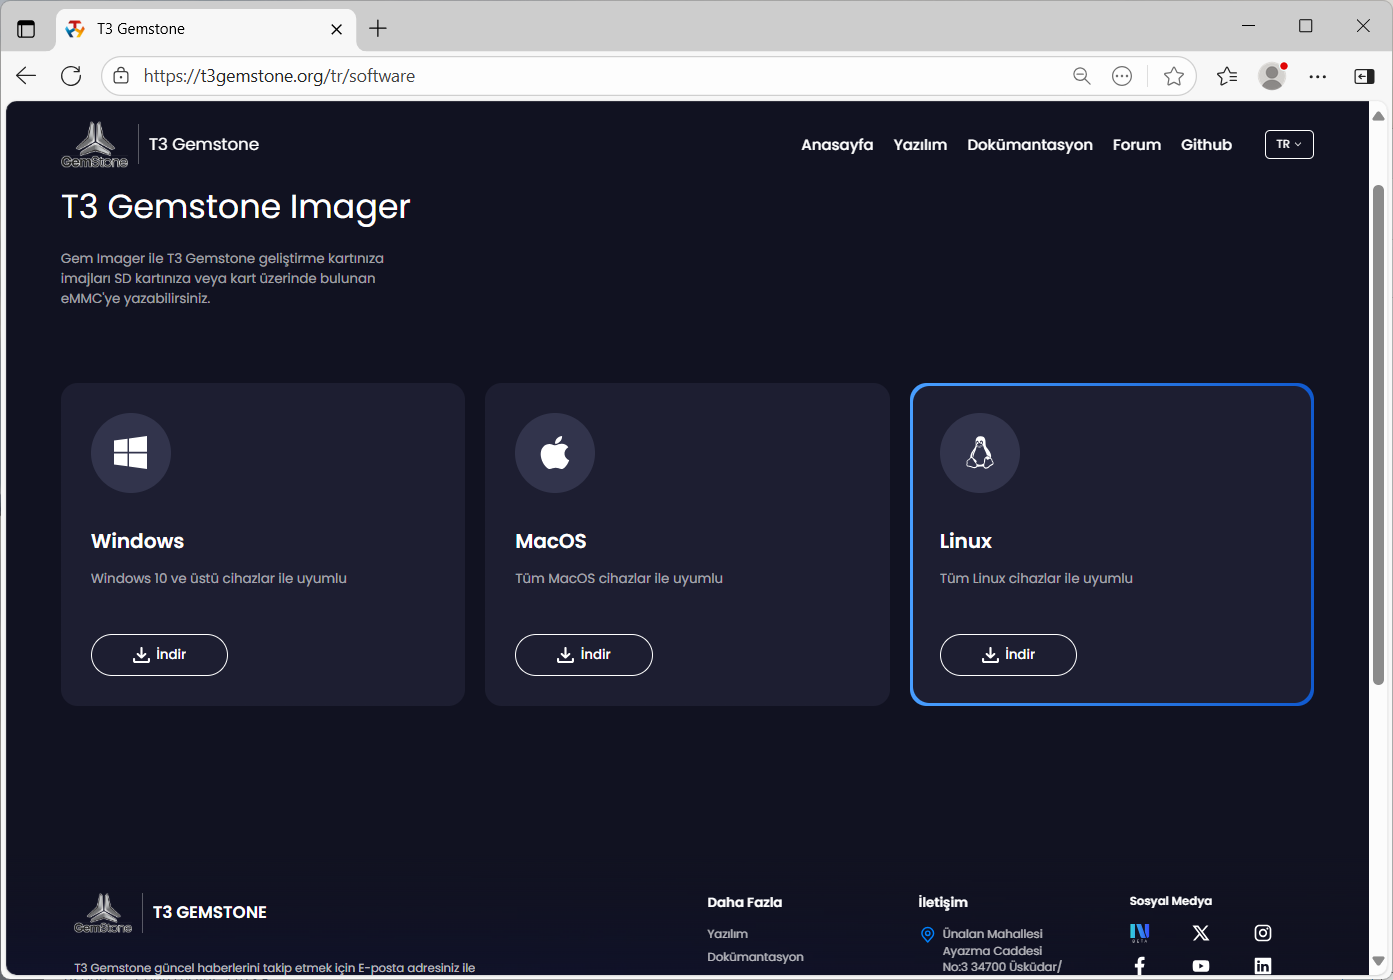 T3 Gemstone
https://t3gemstone.org/tr/software
GemStone
T3 Gemstone
Anasayfa
Yazılım
Dokümantasyon
Forum
Github
TR
T3 Gemstone Imager
Gem Imager ile T3 Gemstone geliştirme kartınıza
imajları SD kartınıza veya kart üzerinde bulunan
eMMC'ye yazabilirsiniz.
Windows
Windows 10 ve üstü cihazlar ile uyumlu
İndir
MacOS
Tüm MacOS cihazlar ile uyumlu
İndir
Linux
Tüm Linux cihazlar ile uyumlu
İndir
GemStone
T3 GEMSTONE
T3 Gemstone güncel haberlerini takip etmek için E-posta adresiniz ile
Daha Fazla
Yazılım
Dokümantasyon
İletişim
Ünalan Mahallesi
Ayazma Caddesi
No:3 34700 Üsküdar/
Sosyal Medya
BETA